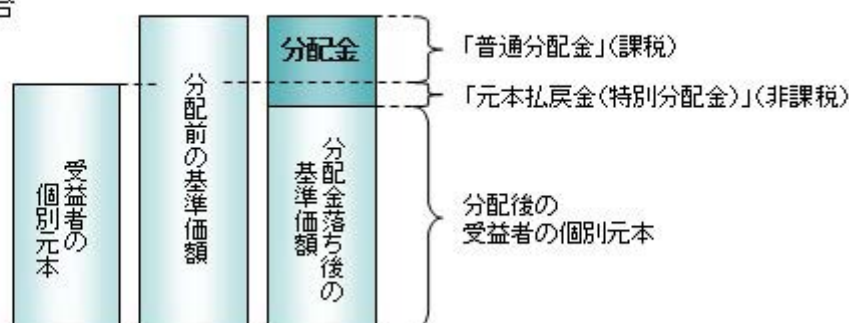 分配金
「普通分配金」(課税)
「元本払戻金(特別分配金)」(非課税)
受益者の
個別元本
分配前の基準価額
分配金落ち後の
基準価額
分配後の
受益者の個別元本